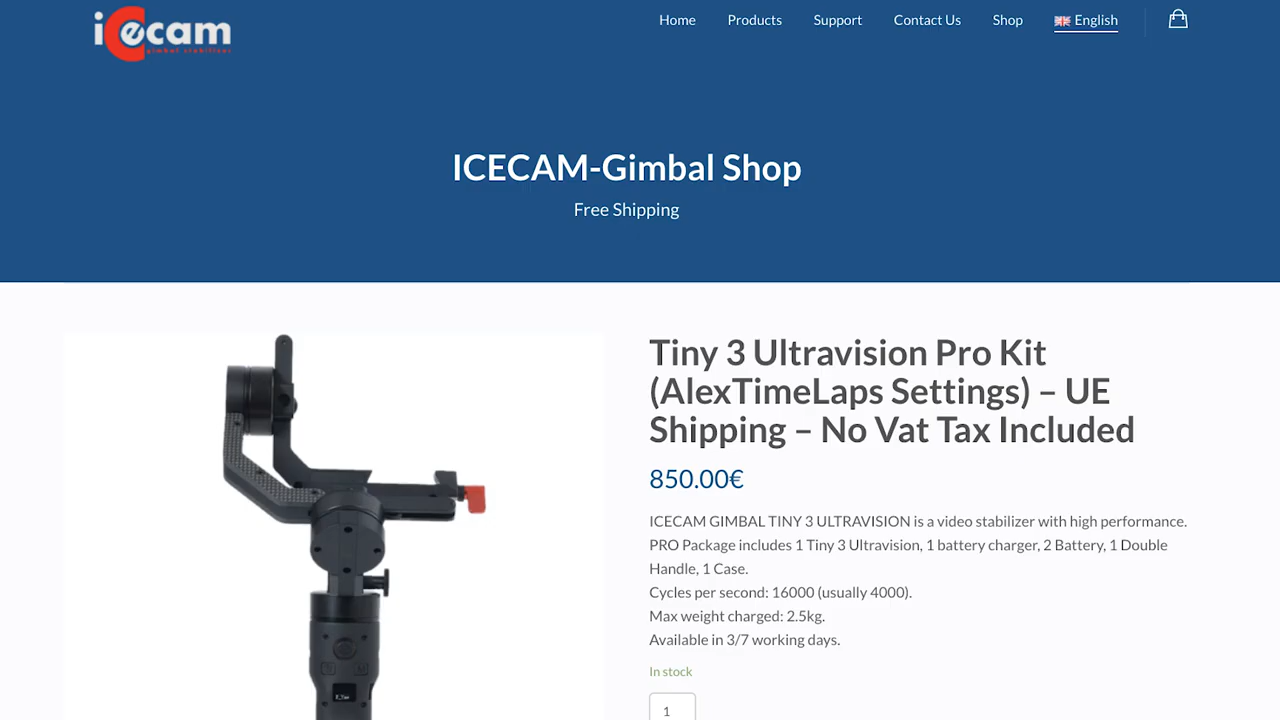 icecam
gimbal stabilizer
Home
Products
Support
Contact Us
Shop
English
ICECAM-Gimbal Shop
Free Shipping
Tiny 3 Ultravision Pro Kit
(AlexTimeLaps Settings) – UE
Shipping – No Vat Tax Included
850.00€
ICECAM GIMBAL TINY 3 ULTRAVISION is a video stabilizer with high performance.
PRO Package includes 1 Tiny 3 Ultravision, 1 battery charger, 2 Battery, 1 Double
Handle, 1 Case.
Cycles per second: 16000 (usually 4000).
Max weight charged: 2.5kg.
Available in 3/7 working days.
In stock
1